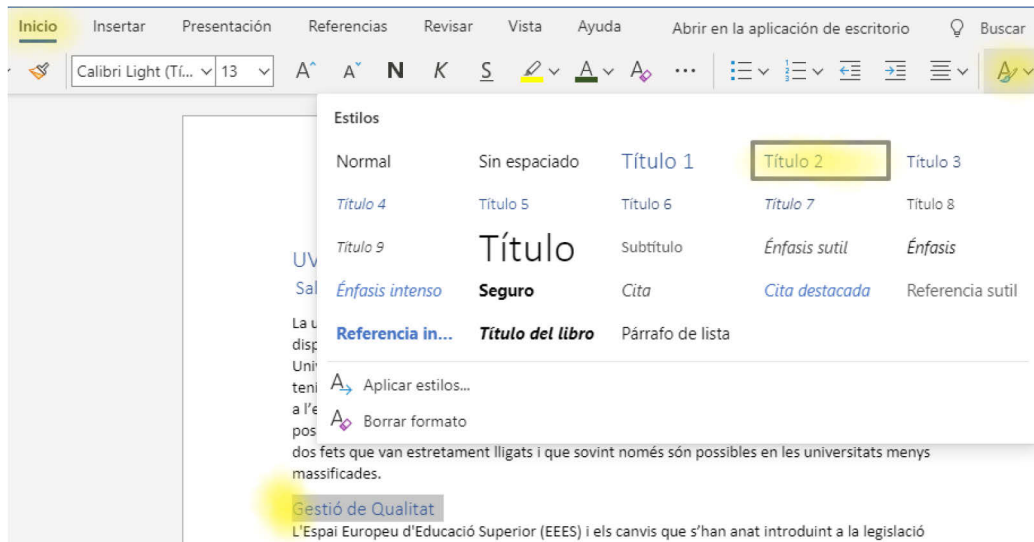 Inicio Insertar Presentación Referencias Revisar Vista Ayuda Abrir en la aplicación de escritorio Buscar
Calibri Light (Tí... 13 A A N K S A A ...
Estilos
Normal Sin espaciado Título 1 Título 2 Título 3
Título 4 Título 5 Título 6 Título 7 Título 8
Título 9 Título Subtítulo Énfasis sutil Énfasis
Énfasis intenso Seguro Cita Cita destacada Referencia sutil
Referencia in... Título del libro Párrafo de lista
Aplicar estilos...
Borrar formato
UV
Sal
La u
disp
Uni
teni
a l'e
pos
dos fets que van estretament lligats i que sovint només són possibles en les universitats menys
massificades.
Gestió de Qualitat
L'Espai Europeu d'Educació Superior (EEES) i els canvis que s'han anat introduint a la legislació